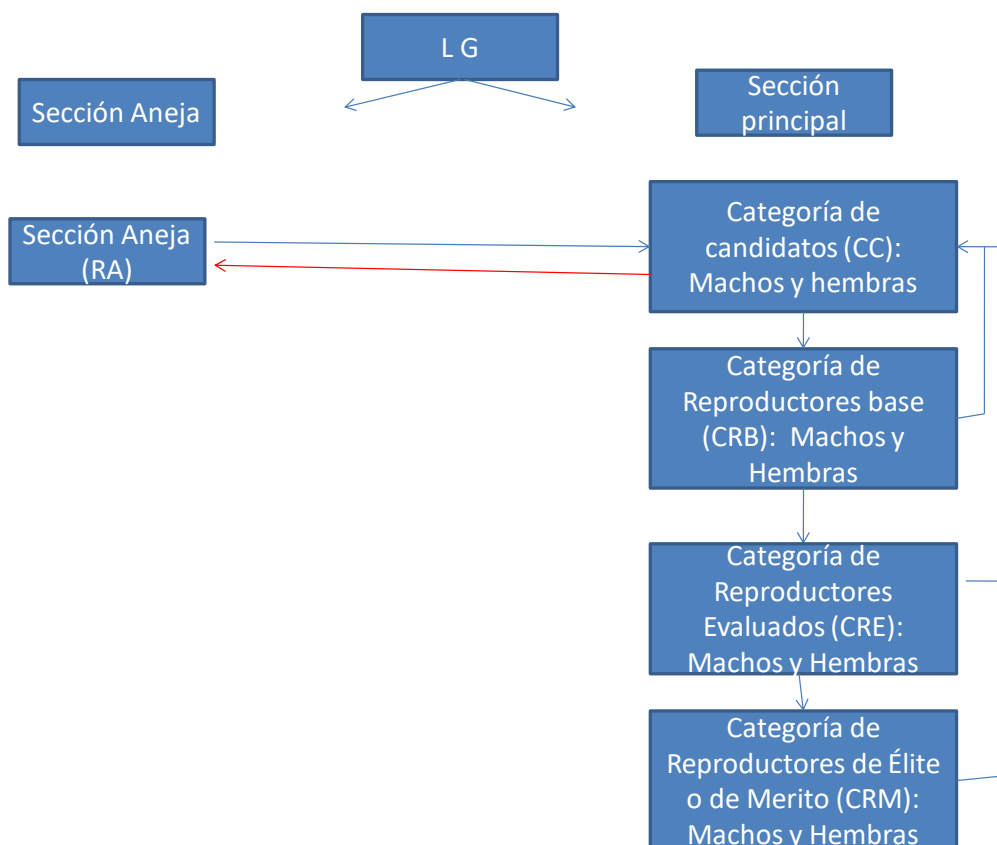 L G
Sección Aneja
Sección
principal
Sección Aneja
(RA)
Categoría de
candidatos (CC):
Machos y hembras
Categoría de
Reproductores base
(CRB): Machos y
Hembras
Categoría de
Reproductores
Evaluados (CRE):
Machos y Hembras
Categoría de
Reproductores de Élite
o de Merito (CRM):
Machos y Hembras